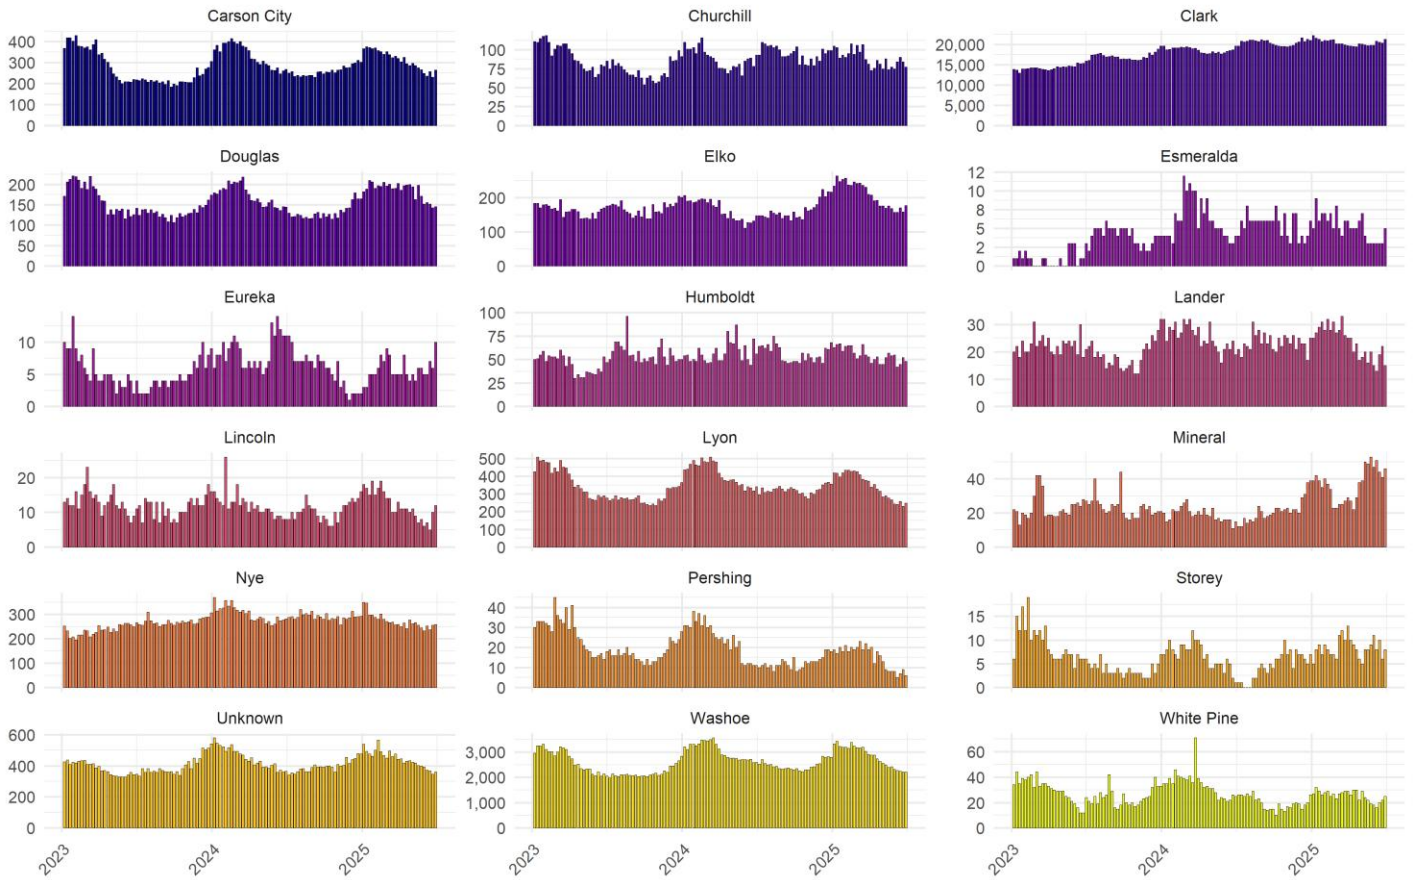 Carson City Churchill Clark
400 100 20,000
300 75 15,000
200 50 10,000
100 25 5,000
0 0 0
Douglas Elko Esmeralda
200 200 12
150 100 10
100 0 8
50 5
0 2
0
Eureka Humboldt Lander
10 100 30
5 75 20
0 50 10
25 0
0
Lincoln Lyon Mineral
20 500 40
10 400 20
0 300 0
200
100
0
Nye Pershing Storey
300 40 15
200 30 10
100 20 5
0 10 0
0
Unknown Washoe White Pine
600 3,000 60
400 2,000 40
200 1,000 20
0 0 0
2023 2024 2025 2023 2024 2025 2023 2024 2025